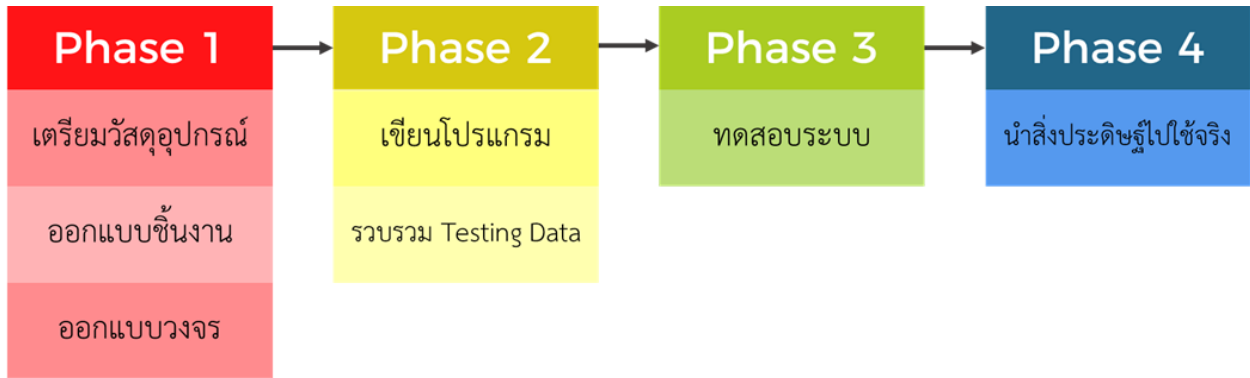 Phase 1
เตรียมวัสดุอุปกรณ์
ออกแบบชิ้นงาน
ออกแบบวงจร
Phase 2
เขียนโปรแกรม
รวบรวม Testing Data
Phase 3
ทดสอบระบบ
Phase 4
นำสิ่งประดิษฐ์ไปใช้จริง